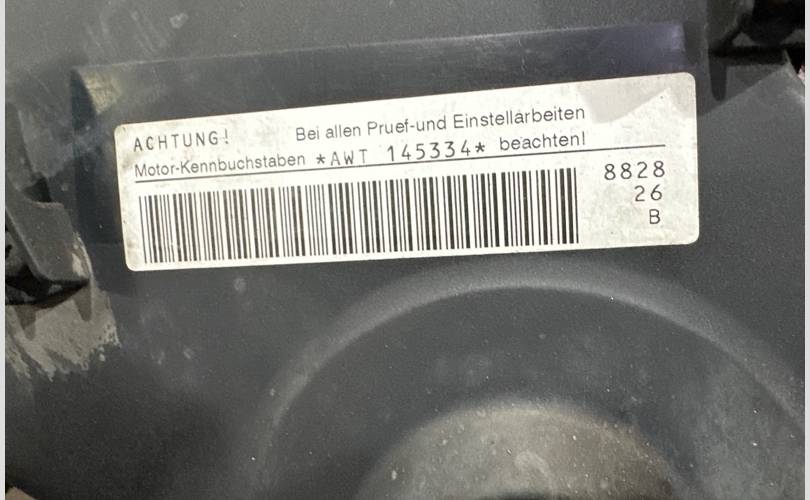 ACHTUNG! Bei allen Pruef-und Einstellarbeiten
Motor-Kennbuchstaben *AWT 145334* beachten!
8828
26
B